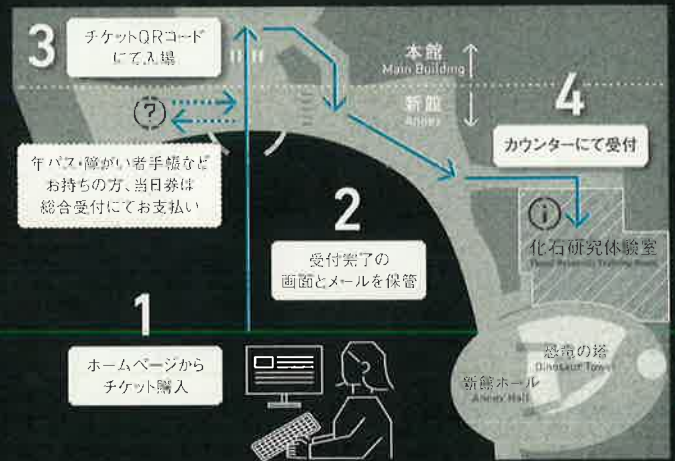 3
チケットQRコード
にて入場
本館
Main Building
新館
Annex
4
カウンターにて受付
?
年パス・障がい者手帳など
お持ちの方、当日券は
総合受付にてお支払い
2
受付完了の
画面とメールを保管
i
化石研究体験室
1
ホームページから
チケット購入
恐竜の塔
Dinosaur Tower
新館ホール
Annex Hall